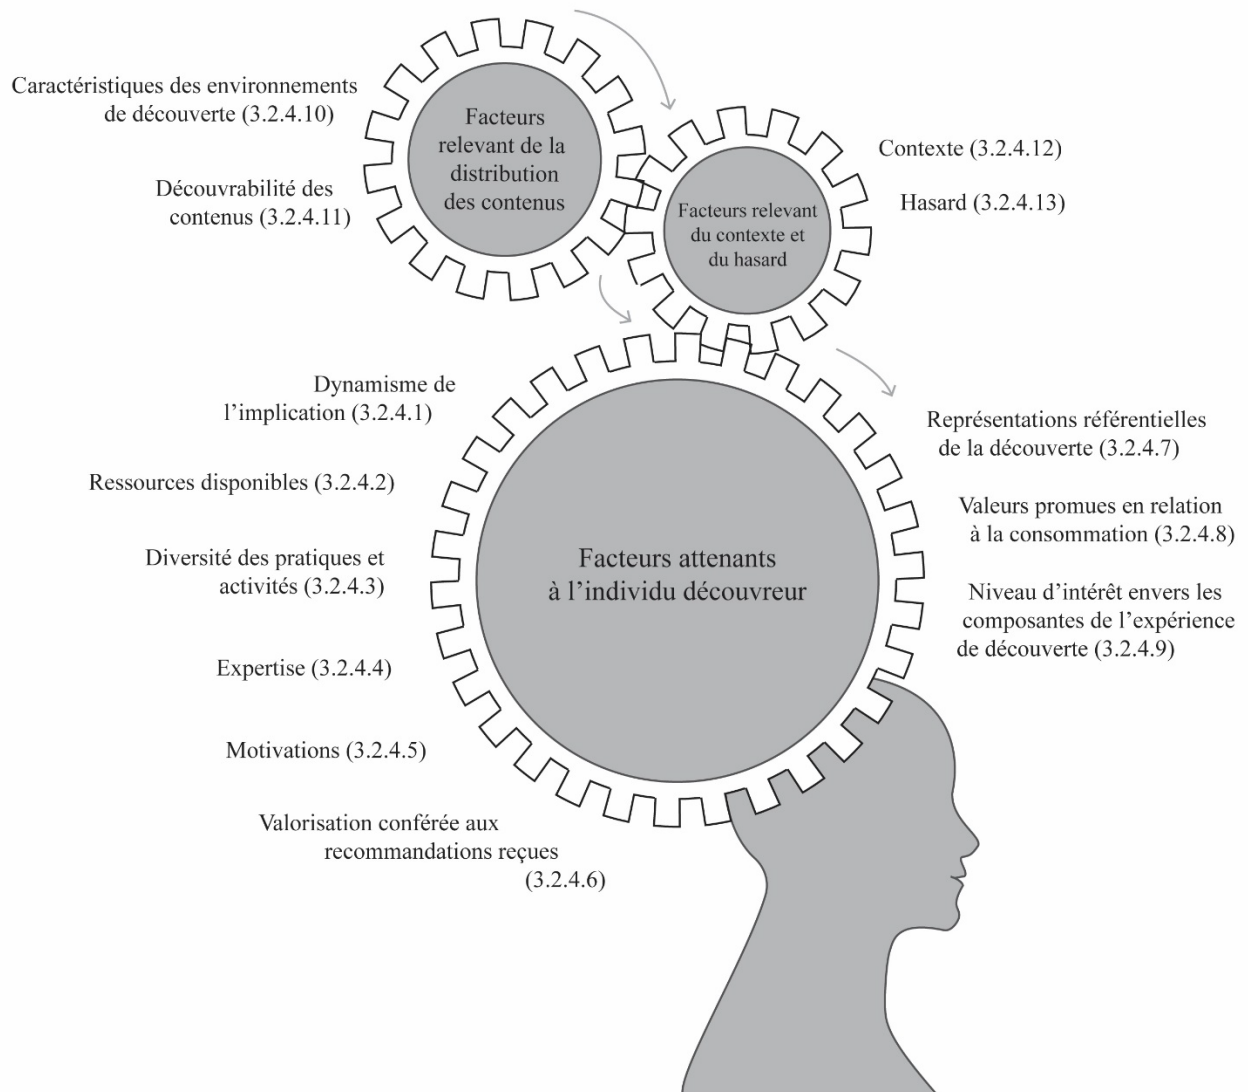 Caractéristiques des environnements
de découverte (3.2.4.10)
Découvrabilité des
contenus (3.2.4.11)
Facteurs
relevant de la
distribution
des contenus
Facteurs relevant
du contexte et
du hasard
Contexte (3.2.4.12)
Hasard (3.2.4.13)
Dynamisme de
l’implication (3.2.4.1)
Ressources disponibles (3.2.4.2)
Diversité des pratiques et
activités (3.2.4.3)
Expertise (3.2.4.4)
Motivations (3.2.4.5)
Valorisation conférée aux
recommandations reçues
(3.2.4.6)
Facteurs attenants
à l’individu découvreur
Représentations référentielles
de la découverte (3.2.4.7)
Valeurs promues en relation
à la consommation (3.2.4.8)
Niveau d’intérêt envers les
composantes de l’expérience
de découverte (3.2.4.9)